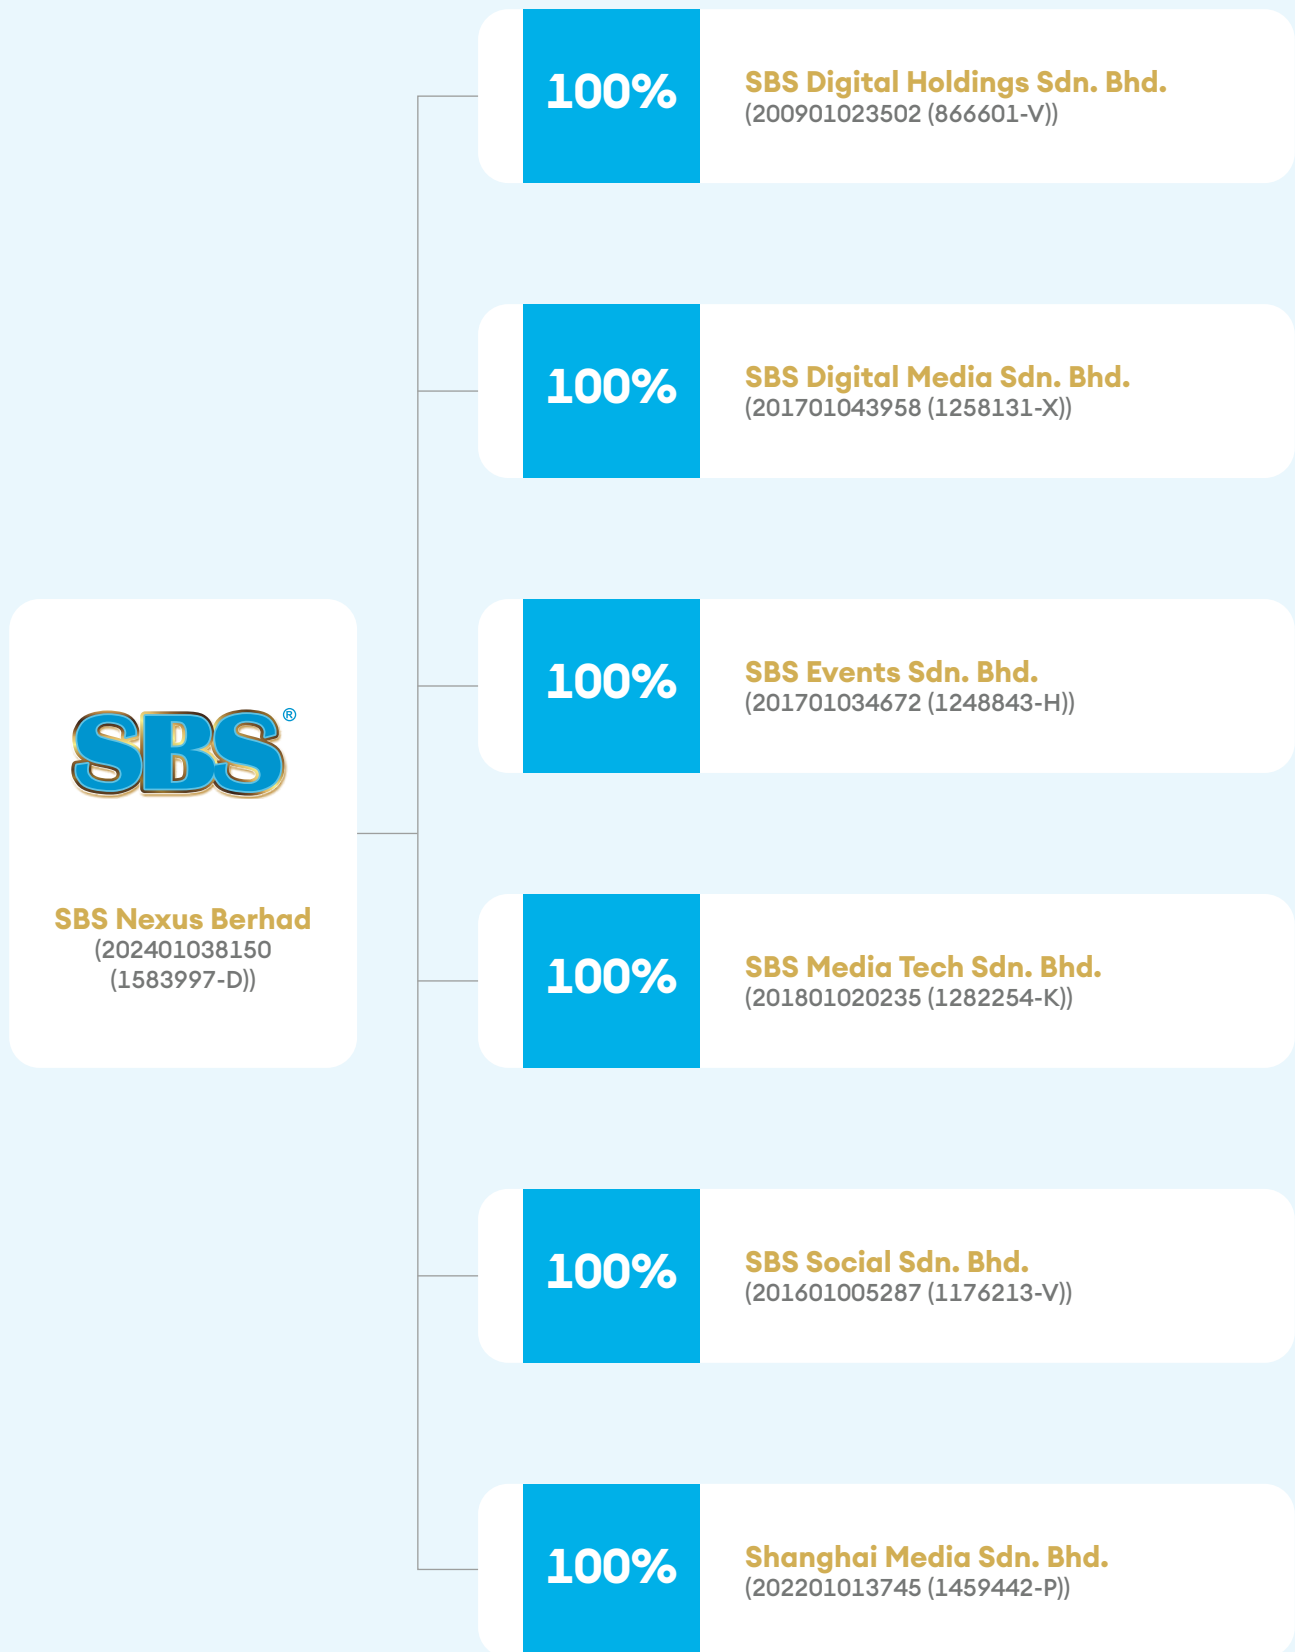 100%
SBS Digital Holdings Sdn. Bhd.
(200901023502 (866601-V))
100%
SBS Digital Media Sdn. Bhd.
(201701043958 (1258131-X))
100%
SBS Events Sdn. Bhd.
(201701034672 (1248843-H))
SBS®
SBS Nexus Berhad
(202401038150
(1583997-D))
100%
SBS Media Tech Sdn. Bhd.
(201801020235 (1282254-K))
100%
SBS Social Sdn. Bhd.
(201601005287 (1176213-V))
100%
Shanghai Media Sdn. Bhd.
(202201013745 (1459442-P))